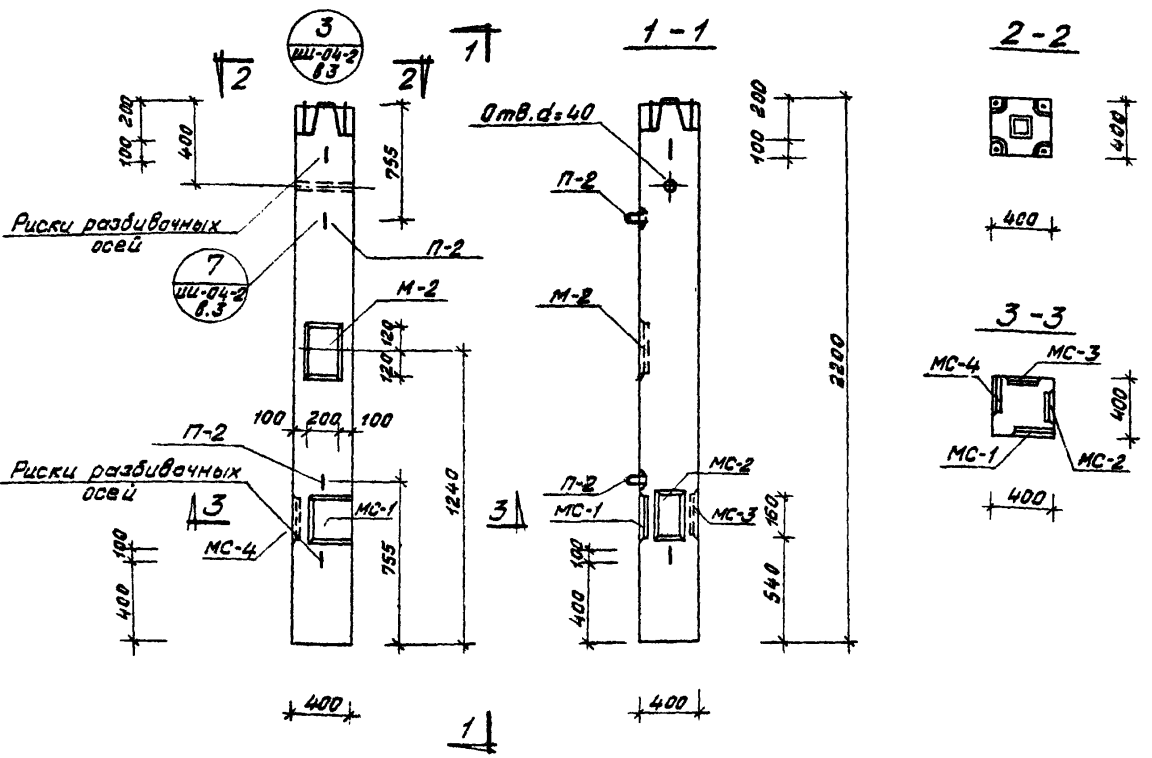 3
ИИ-04-2
в.3
1
1 - 1
2 - 2
2
2
200
100
400
755
Отв. d=40
П-2
200
100
400
400
Риски разбивочных
осей
П-2
7
ИИ-04-2
в.3
М-2
М-2
120
120
2200
3 - 3
МС-3
МС-4
400
МС-1
МС-2
400
100
200
100
П-2
Риски разбивочных
осей
3
МС-1
МС-4
100
400
755
1240
3
П-2
МС-1
МС-2
МС-3
160
100
400
540
400
400
1